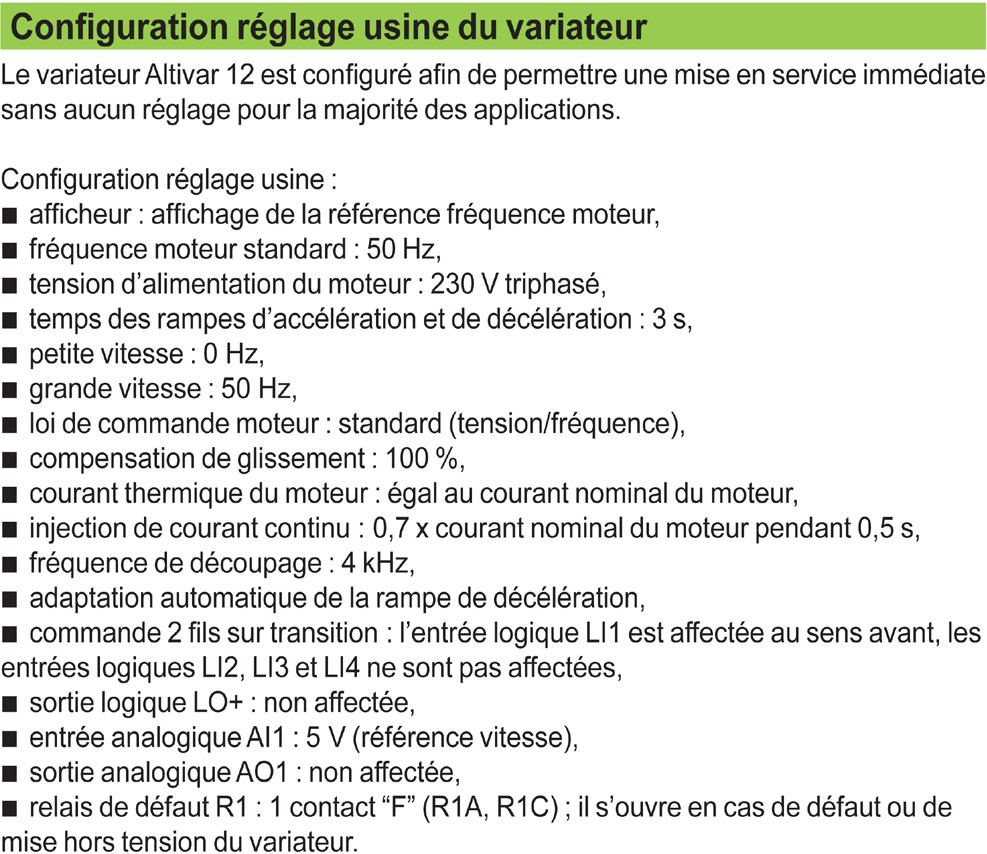 Configuration réglage usine du variateur
Le variateur Altivar 12 est configuré afin de permettre une mise en service immédiate
sans aucun réglage pour la majorité des applications.
Configuration réglage usine :
■ afficheur : affichage de la référence fréquence moteur,
■ fréquence moteur standard : 50 Hz,
■ tension d’alimentation du moteur : 230 V triphasé,
■ temps des rampes d’accélération et de décélération : 3 s,
■ petite vitesse : 0 Hz,
■ grande vitesse : 50 Hz,
■ loi de commande moteur : standard (tension/fréquence),
■ compensation de glissement : 100 %,
■ courant thermique du moteur : égal au courant nominal du moteur,
■ injection de courant continu : 0,7 x courant nominal du moteur pendant 0,5 s,
■ fréquence de découpage : 4 kHz,
■ adaptation automatique de la rampe de décélération,
■ commande 2 fils sur transition : l’entrée logique LI1 est affectée au sens avant, les
entrées logiques LI2, LI3 et LI4 ne sont pas affectées,
■ sortie logique LO+ : non affectée,
■ entrée analogique AI1 : 5 V (référence vitesse),
■ sortie analogique AO1 : non affectée,
■ relais de défaut R1 : 1 contact “F” (R1A, R1C) ; il s’ouvre en cas de défaut ou de
mise hors tension du variateur.